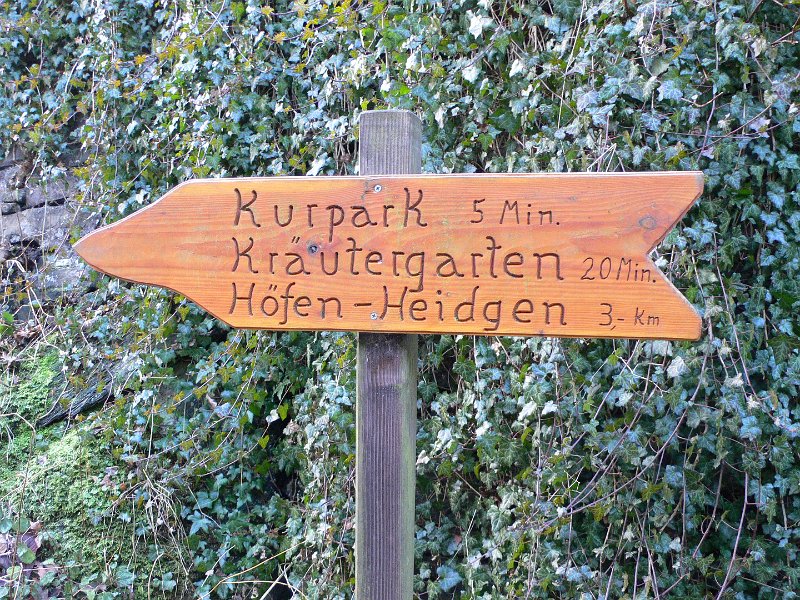 Kurpark 5 Min.
Kräutergarten 20 Min.
Höfen-Heidgen 3,- Km